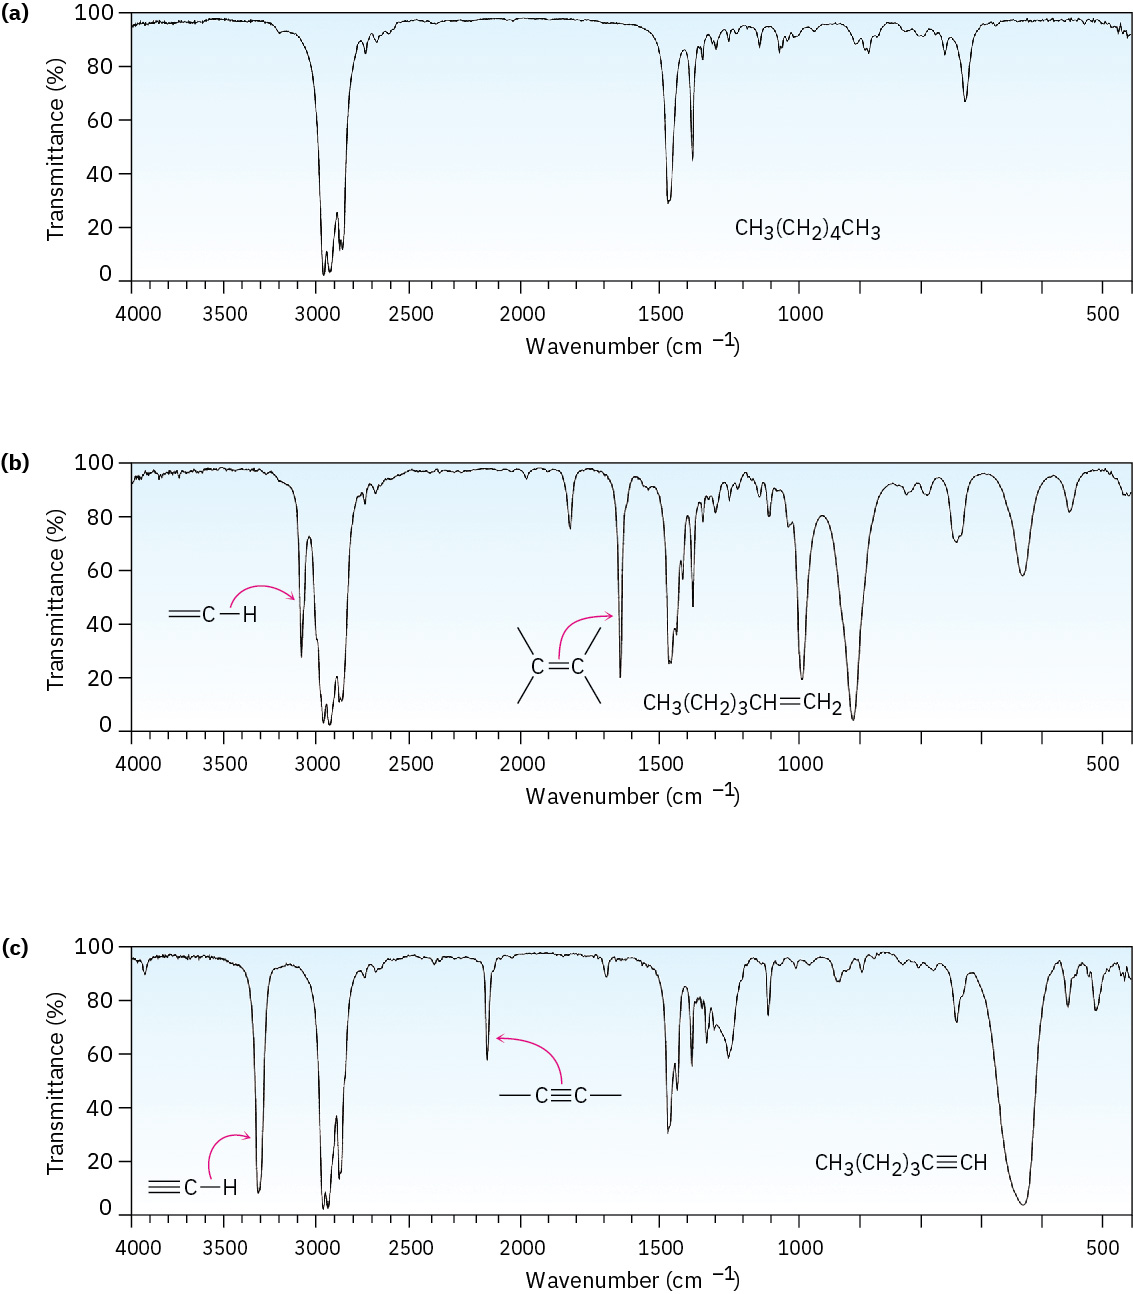 (a)
100
80
60
40
20
0
Transmittance (%)
CH3(CH2)4CH3
4000 3500 3000 2500 2000 1500 1000 500
Wavenumber (cm −1)
(b)
100
80
60
40
20
0
Transmittance (%)
═C—H
C═C
CH3(CH2)3CH═CH2
4000 3500 3000 2500 2000 1500 1000 500
Wavenumber (cm −1)
(c)
100
80
60
40
20
0
Transmittance (%)
—C≡C—
CH3(CH2)3C≡CH
≡C—H
4000 3500 3000 2500 2000 1500 1000 500
Wavenumber (cm −1)